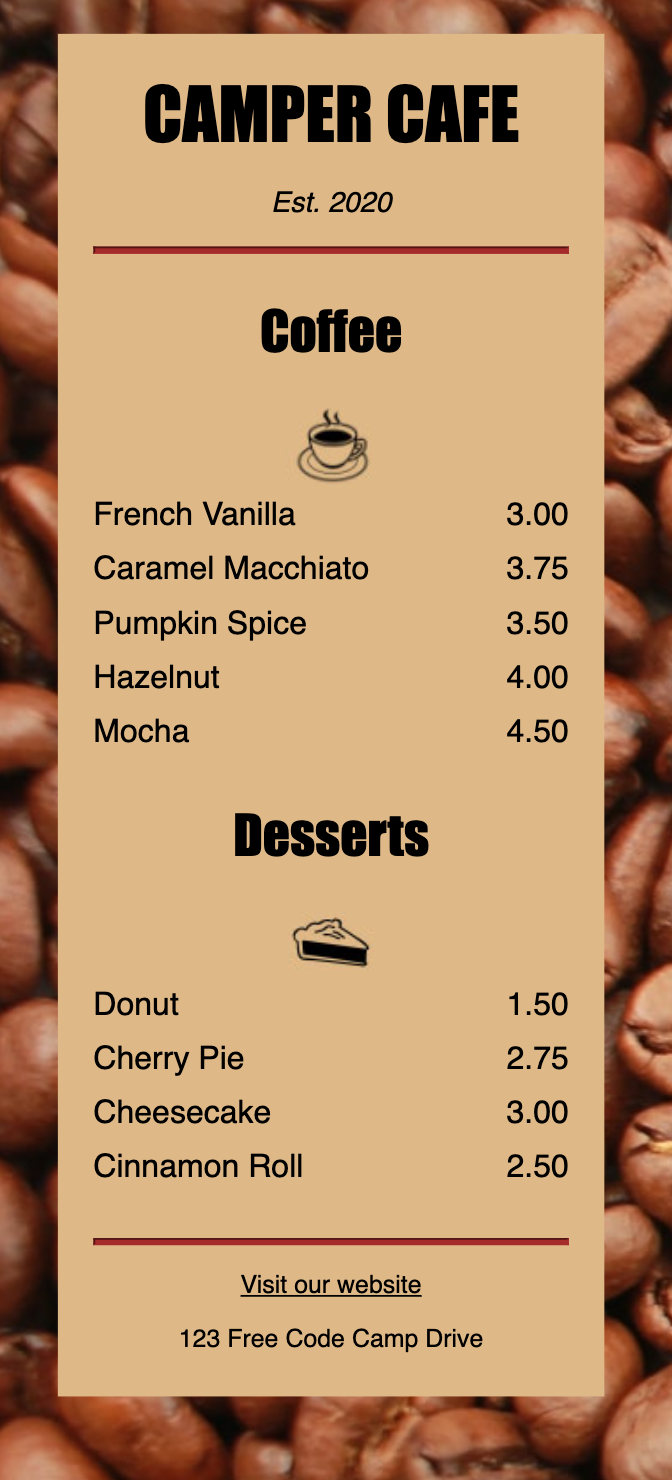 CAMPER CAFE
Est. 2020
Coffee
French Vanilla 3.00
Caramel Macchiato 3.75
Pumpkin Spice 3.50
Hazelnut 4.00
Mocha 4.50
Desserts
Donut 1.50
Cherry Pie 2.75
Cheesecake 3.00
Cinnamon Roll 2.50
Visit our website
123 Free Code Camp Drive